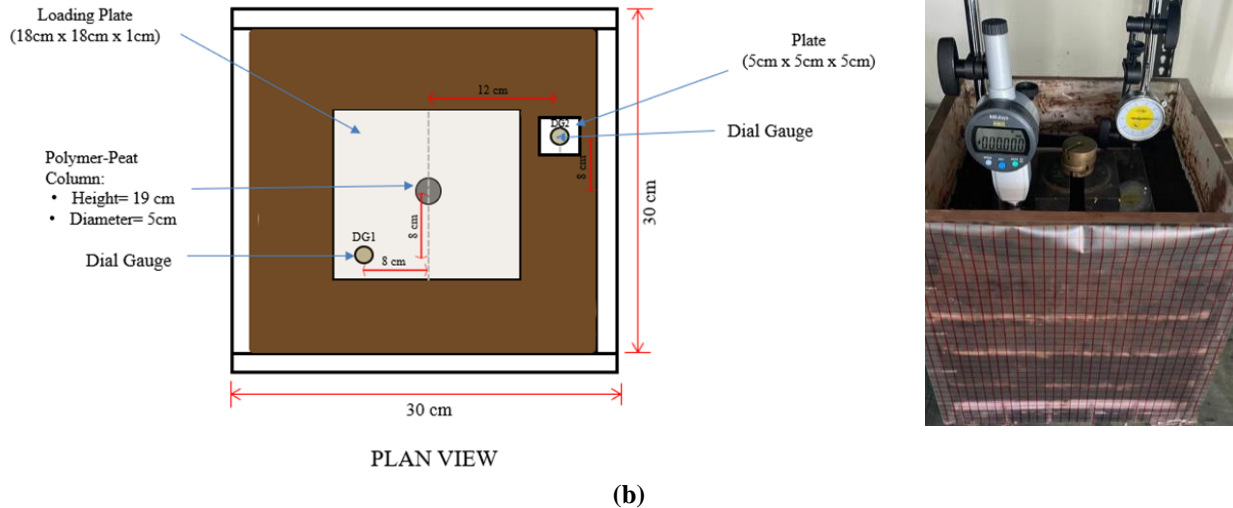 Loading Plate
(18cm x 18cm x 1cm)
Plate
(5cm x 5cm x 5cm)
12 cm
DG2
Dial Gauge
8 cm
Polymer-Peat
Column:
• Height= 19 cm
• Diameter= 5cm
8 cm
30 cm
DG1
Dial Gauge
8 cm
30 cm
PLAN VIEW
(b)